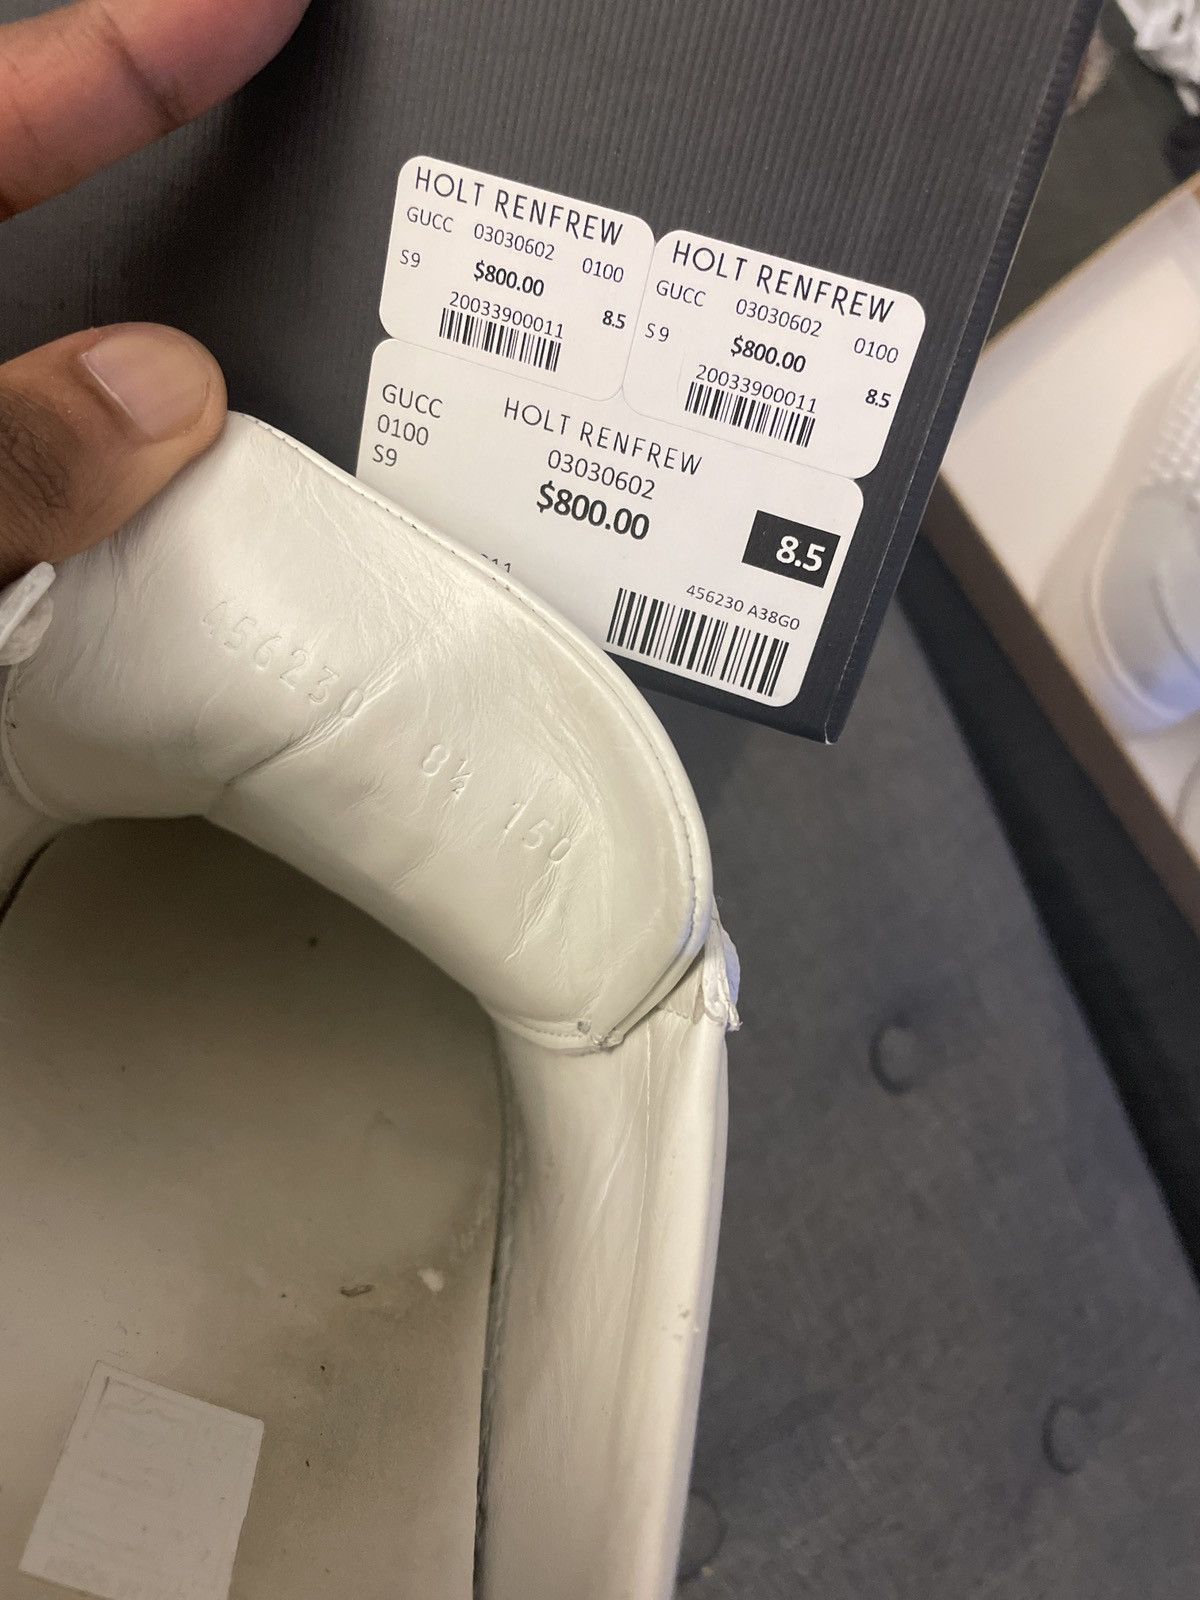 HOLT RENFREW
GUCC 03030602 0100
S9 $800.00 8.5
20033900011
HOLT RENFREW
GUCC 03030602 0100
S9 $800.00 8.5
20033900011
GUCC HOLT RENFREW
0100 03030602
S9 $800.00
8.5
11
456230 A38G0
456230 8½ 150